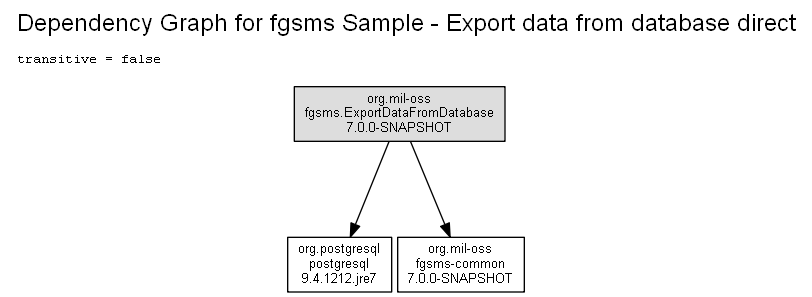 Dependency Graph for fgsms Sample - Export data from database direct
transitive = false
org.mil-oss
fgsms.ExportDataFromDatabase
7.0.0-SNAPSHOT
org.postgresql
postgresql
9.4.1212.jre7
org.mil-oss
fgsms-common
7.0.0-SNAPSHOT